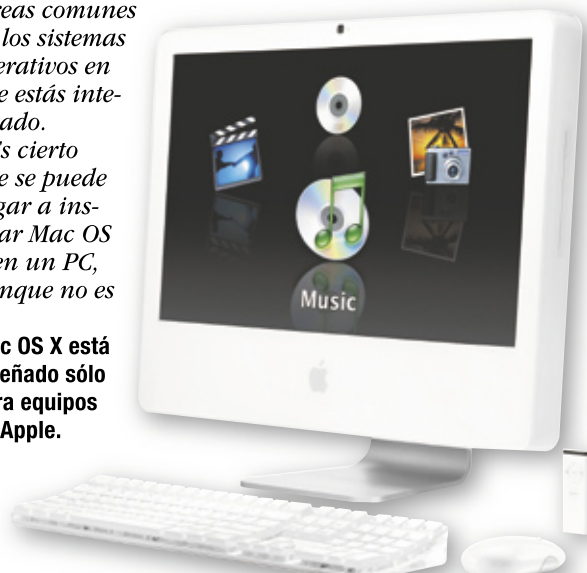 reas comunes
los sistemas
erativos en
e estás inte-
ado.
s cierto
e se puede
gar a ins-
ar Mac OS
en un PC,
nque no es
c OS X está
eñado sólo
ra equipos
Apple.
Music